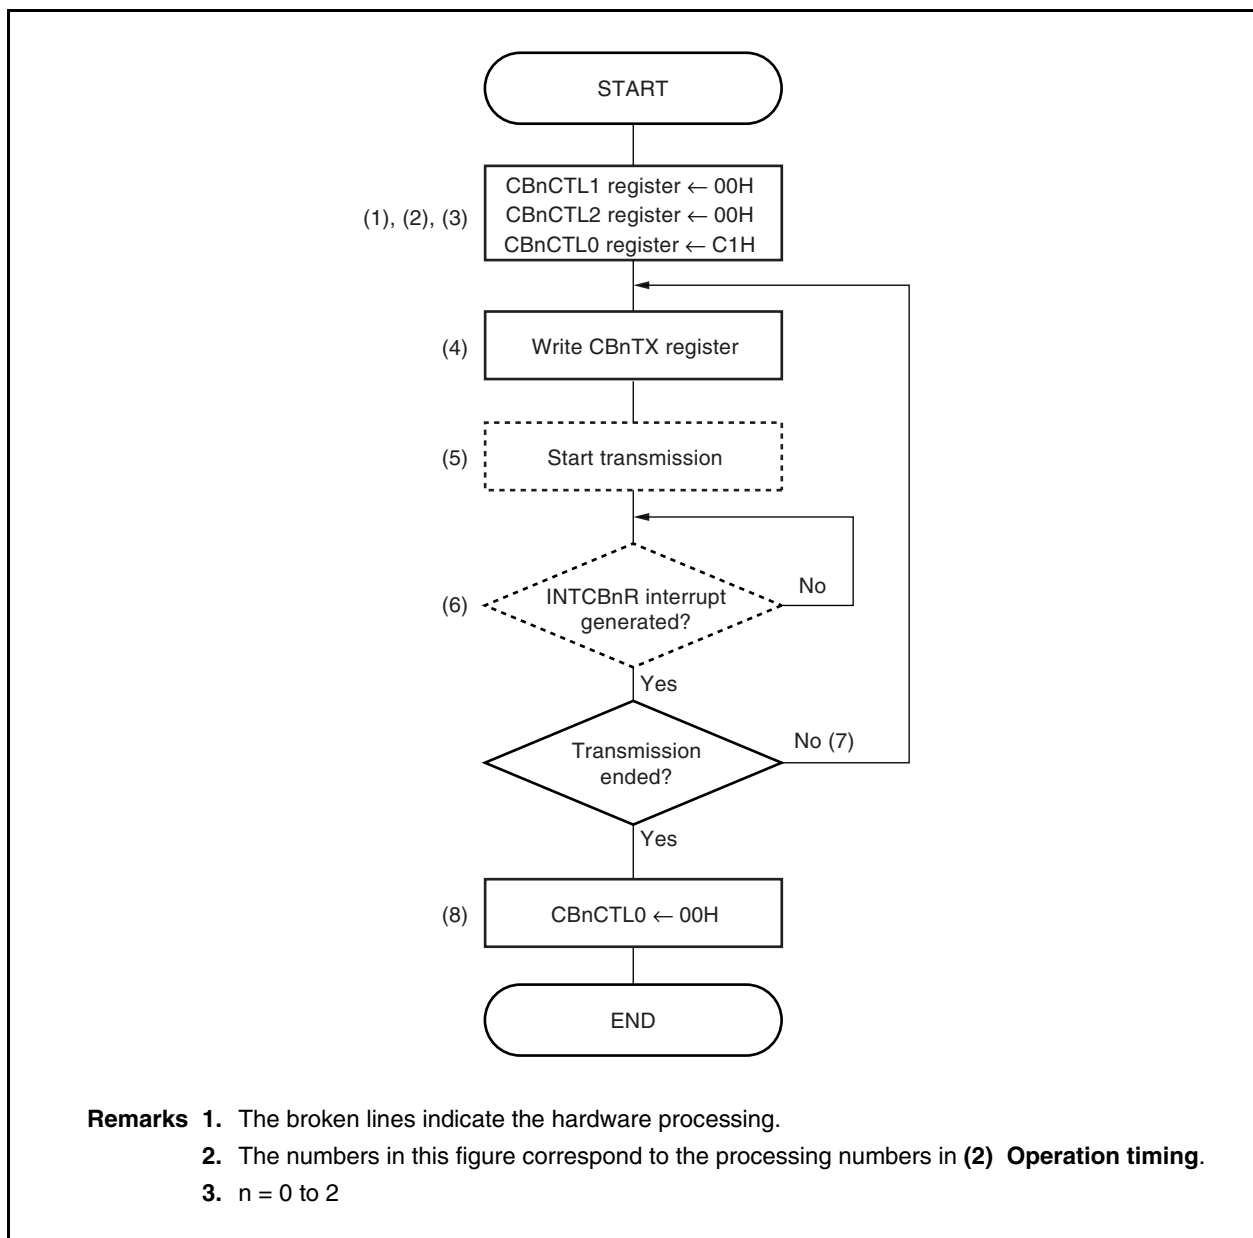 START
(1), (2), (3)
CBnCTL1 register ← 00H
CBnCTL2 register ← 00H
CBnCTL0 register ← C1H
(4)
Write CBnTX register
(5)
Start transmission
(6)
INTCBnR interrupt
generated?
No
Yes
Transmission
ended?
No (7)
Yes
(8)
CBnCTL0 ← 00H
END
Remarks 1. The broken lines indicate the hardware processing.
2. The numbers in this figure correspond to the processing numbers in (2) Operation timing.
3. n = 0 to 2